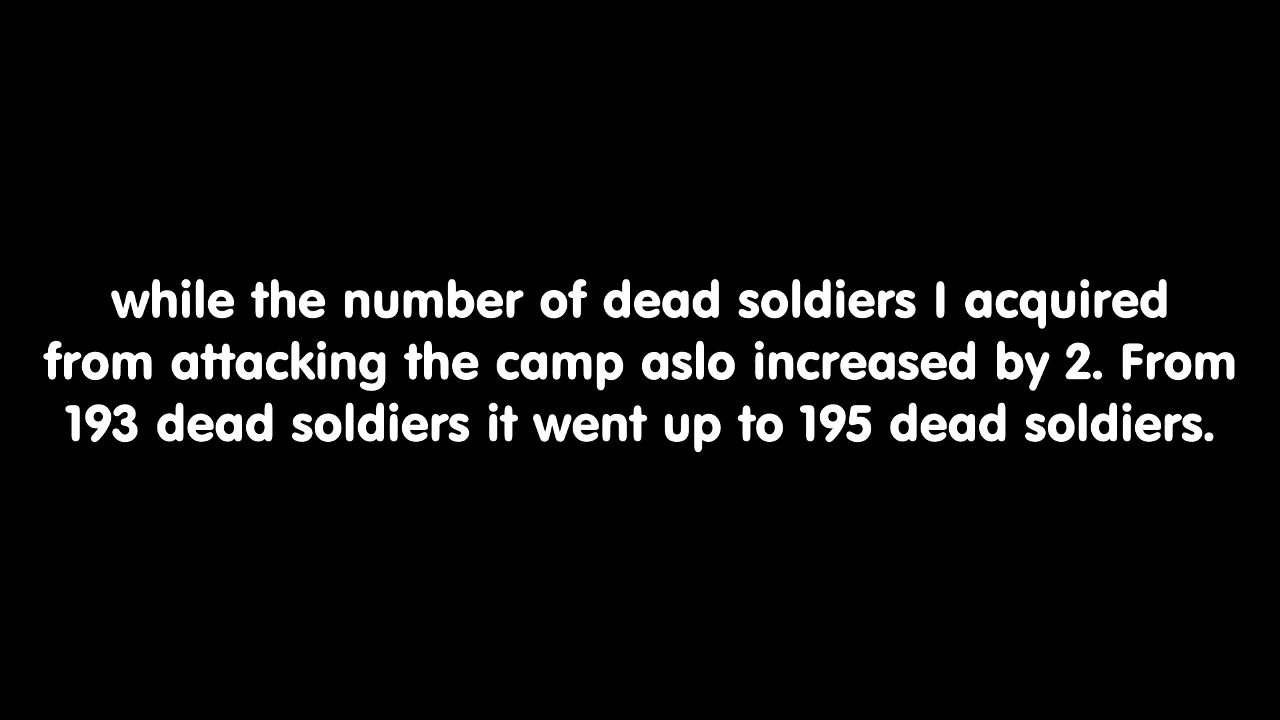 while the number of dead soldiers I acquired
from attacking the camp aslo increased by 2. From
193 dead soldiers it went up to 195 dead soldiers.